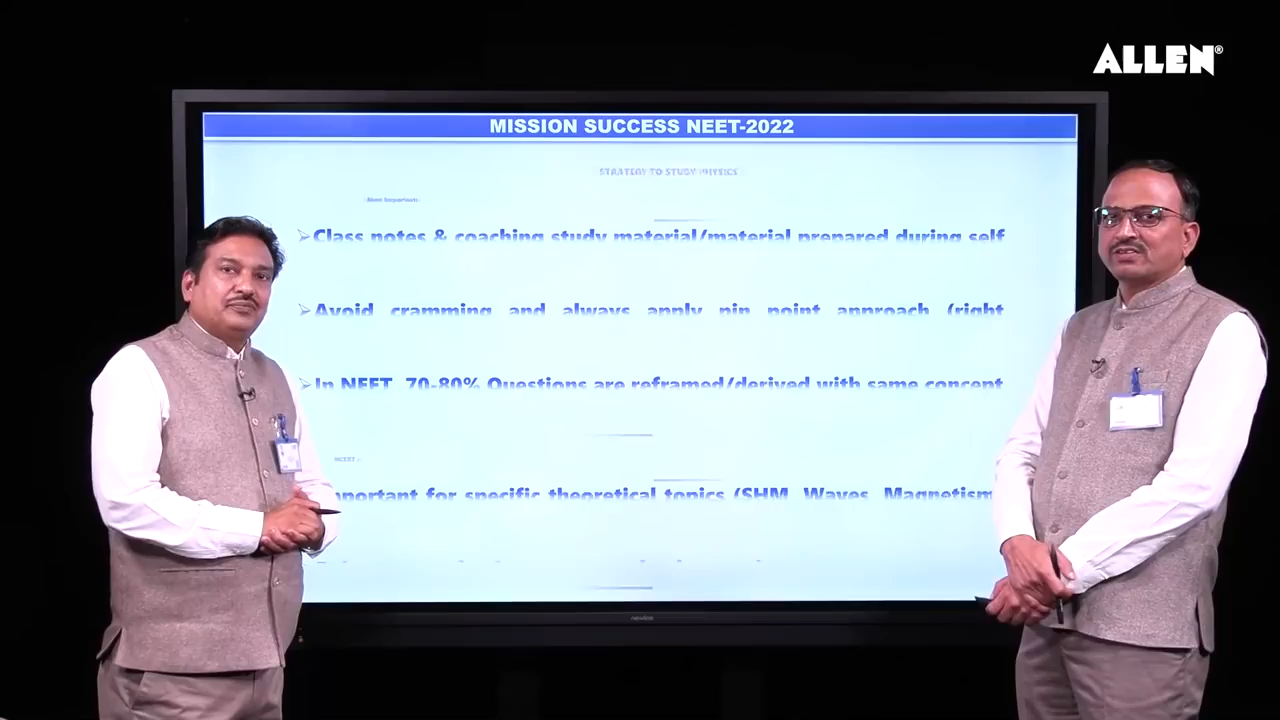 ALLEN®
MISSION SUCCESS NEET-2022
STRATEGY TO STUDY PHYSICS
➢Class notes & coaching study material/material prepared during self
➢Avoid cramming and always apply pin point approach (right
➢In NEET 70-80% Questions are reframed/derived with same concept
NCERT :-
important for specific theoretical topics (SHM, Waves, Magnetism,
newline